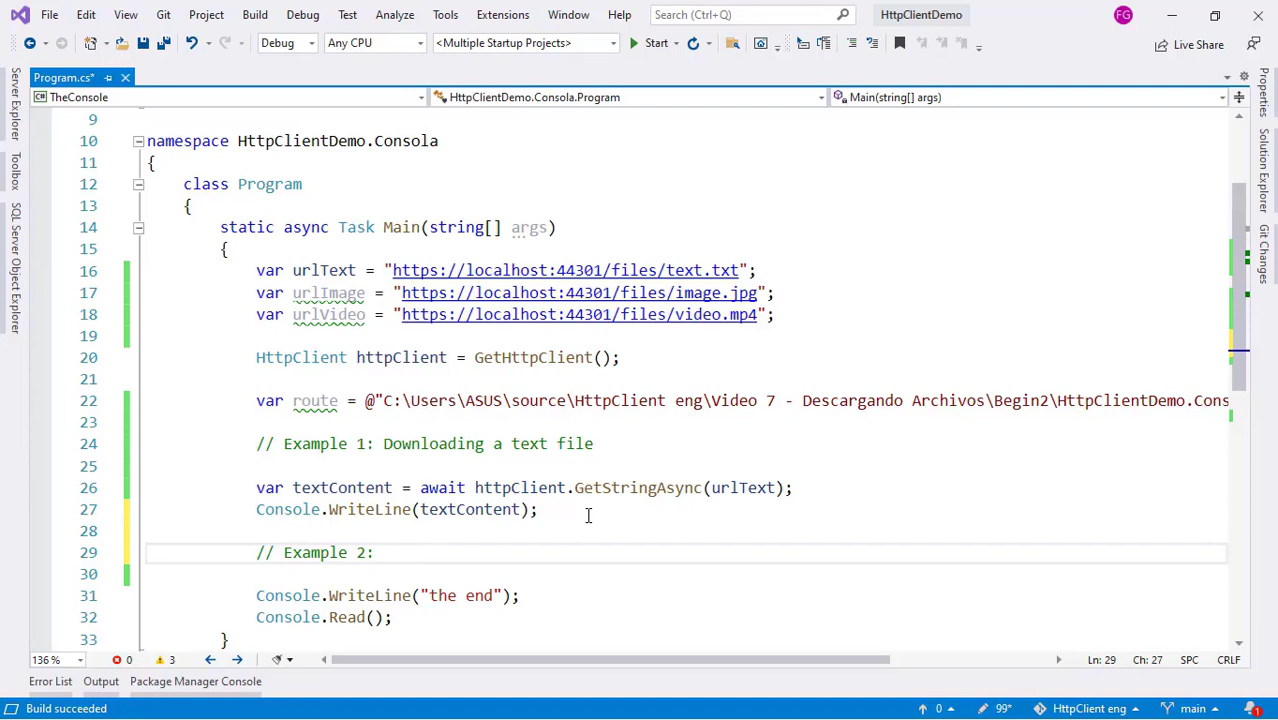 File Edit View Git Project Build Debug Test Analyze Tools Extensions Window Help Search (Ctrl+Q) HttpClientDemo FG
Debug Any CPU <Multiple Startup Projects> Start Live Share
Program.cs*
TheConsole HttpClientDemo.Consola.Program Main(string[] args)
9
10 namespace HttpClientDemo.Consola
11 {
12 class Program
13 {
14 static async Task Main(string[] args)
15 {
16 var urlText = "https://localhost:44301/files/text.txt";
17 var urlImage = "https://localhost:44301/files/image.jpg";
18 var urlVideo = "https://localhost:44301/files/video.mp4";
19
20 HttpClient httpClient = GetHttpClient();
21
22 var route = @"C:\Users\ASUS\source\HttpClient eng\Video 7 - Descargando Archivos\Begin2\HttpClientDemo.Cons
23
24 // Example 1: Downloading a text file
25
26 var textContent = await httpClient.GetStringAsync(urlText);
27 Console.WriteLine(textContent);
28
29 // Example 2:
30
31 Console.WriteLine("the end");
32 Console.Read();
33 }
136 % 0 3 Ln: 29 Ch: 27 SPC CRLF
Error List Output Package Manager Console
Build succeeded 0 99* HttpClient eng main 1
Server Explorer
Toolbox
SQL Server Object Explorer
Properties
Solution Explorer
Git Changes